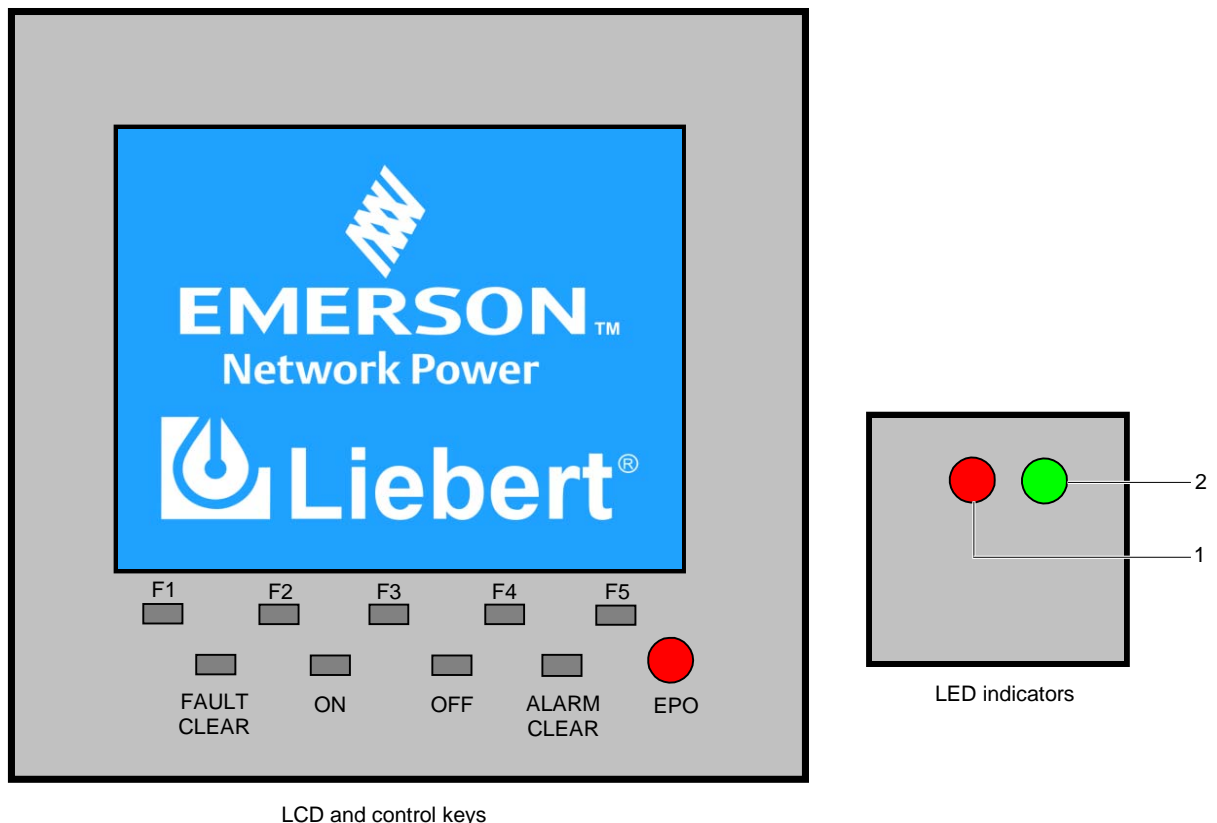 EMERSON™
Network Power
Liebert®
F1 F2 F3 F4 F5
FAULT CLEAR
ON
OFF
ALARM CLEAR
EPO
LCD and control keys
2
1
LED indicators